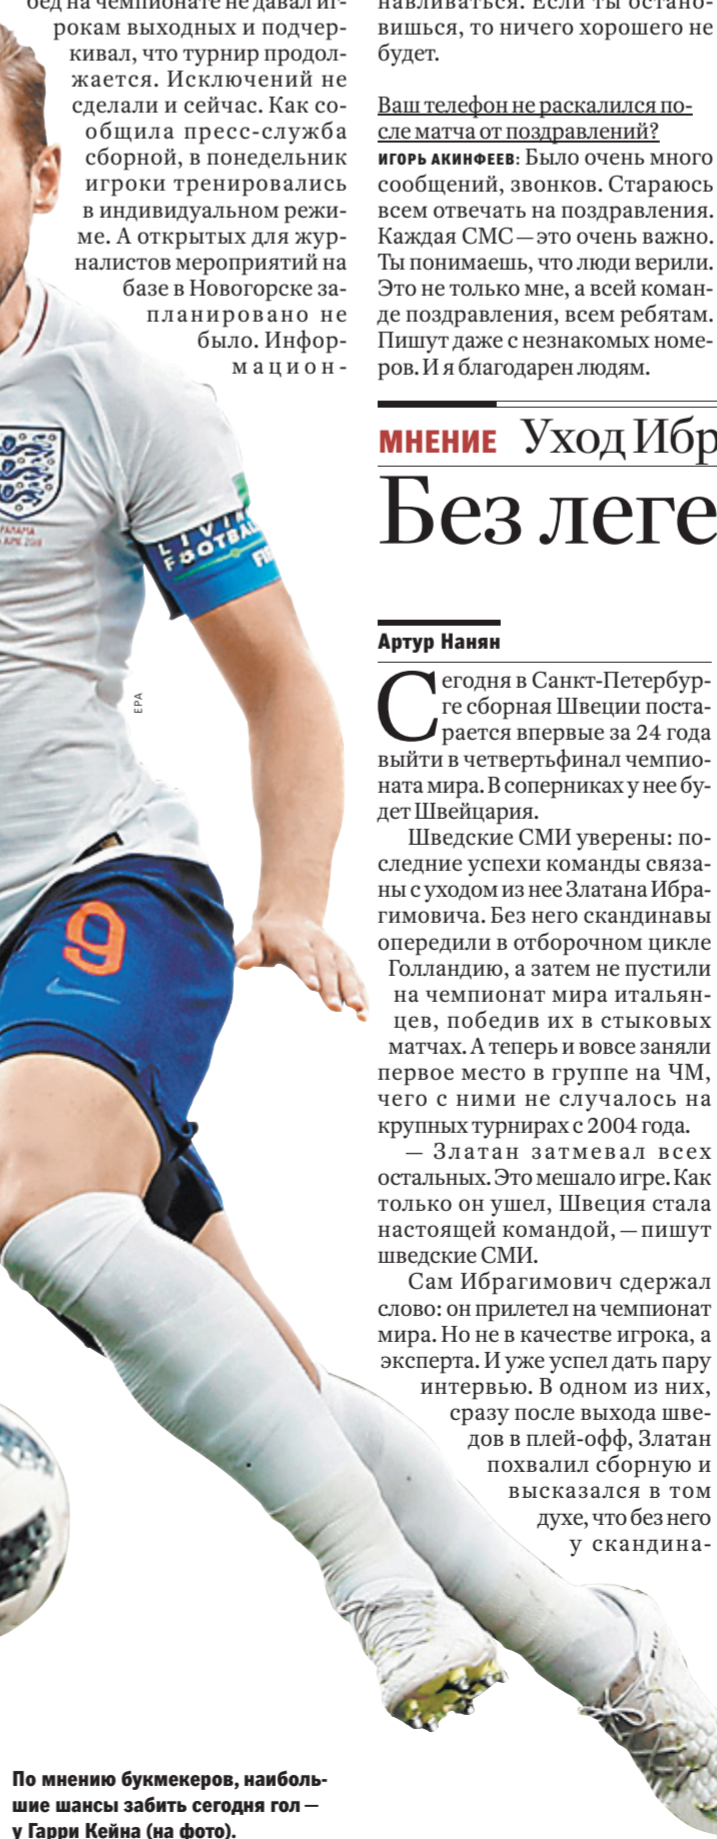 бед на чемпионате не давал иг-
рокам выходных и подчер-
кивал, что турнир продол-
жается. Исключений не
сделали и сейчас. Как со-
общила пресс-служба
сборной, в понедельник
игроки тренировались
в индивидуальном режи-
ме. А открытых для жур-
налистов мероприятий на
базе в Новогорске за-
планировано не
было. Инфор-
мацион-
навливаться. Если ты остано-
вишься, то ничего хорошего не
будет.
Ваш телефон не раскалился по-
сле матча от поздравлений?
ИГОРЬ АКИНФЕЕВ: Было очень много
сообщений, звонков. Стараюсь
всем отвечать на поздравления.
Каждая СМС — это очень важно.
Ты понимаешь, что люди верили.
Это не только мне, а всей коман-
де поздравления, всем ребятам.
Пишут даже с незнакомых номе-
ров. И я благодарен людям.
МНЕНИЕ Уход Ибр
Без леге
Артур Нанян
Сегодня в Санкт-Петербур-
ге сборная Швеции поста-
рается впервые за 24 года
выйти в четвертьфинал чемпио-
ната мира. В соперниках у нее бу-
дет Швейцария.
Шведские СМИ уверены: по-
следние успехи команды связа-
ны с уходом из нее Златана Ибра-
гимовича. Без него скандинавы
опередили в отборочном цикле
Голландию, а затем не пустили
на чемпионат мира итальян-
цев, победив их в стыковых
матчах. А теперь и вовсе заняли
первое место в группе на ЧМ,
чего с ними не случалось на
крупных турнирах с 2004 года.
— Златан затмевал всех
остальных. Это мешало игре. Как
только он ушел, Швеция стала
настоящей командой, — пишут
шведские СМИ.
Сам Ибрагимович сдержал
слово: он прилетел на чемпионат
мира. Но не в качестве игрока, а
эксперта. И уже успел дать пару
интервью. В одном из них,
сразу после выхода шве-
дов в плей-офф, Златан
похвалил сборную и
высказался в том
духе, что без него
у скандина-
LIVING
FOOTBALL
FIF
EPA
9
По мнению букмекеров, наиболь-
шие шансы забить сегодня гол —
у Гарри Кейна (на фото).